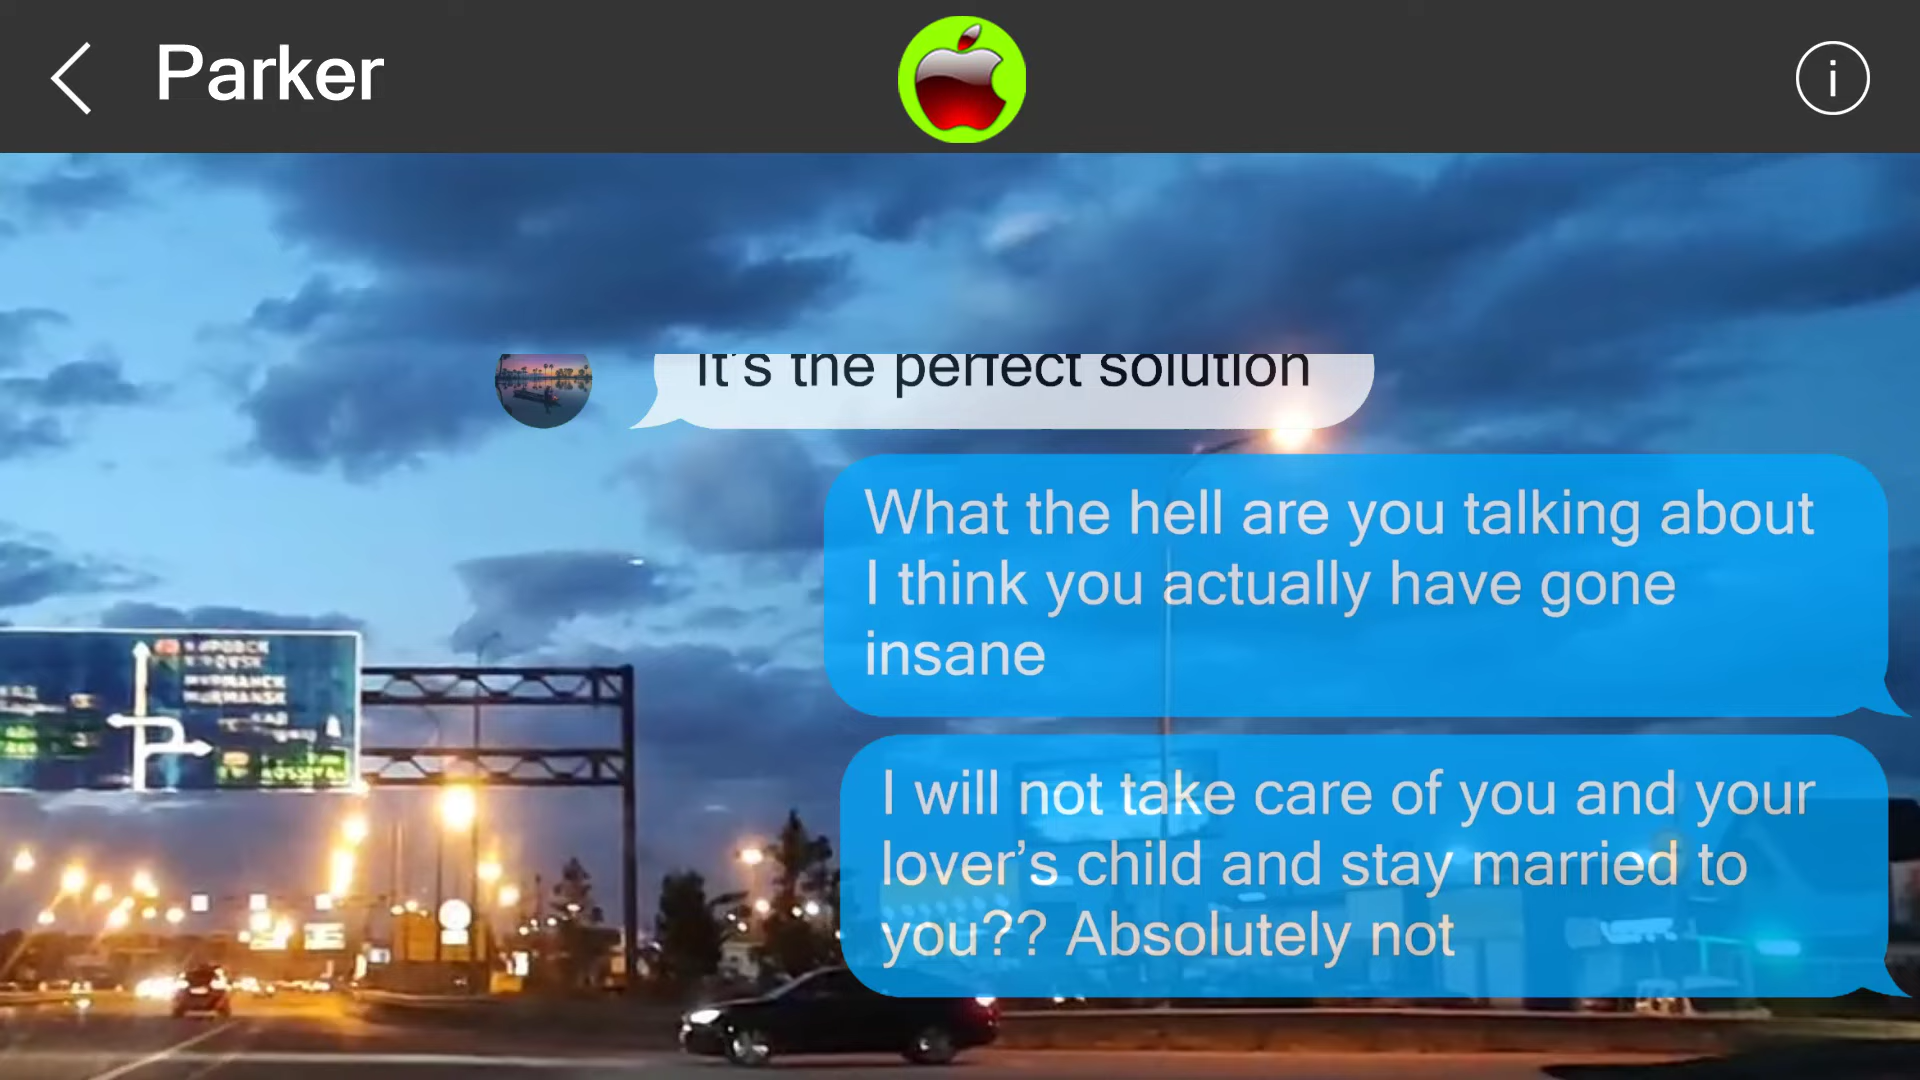 Parker
It's the perfect solution
What the hell are you talking about
I think you actually have gone
insane
I will not take care of you and your
lover’s child and stay married to
you?? Absolutely not